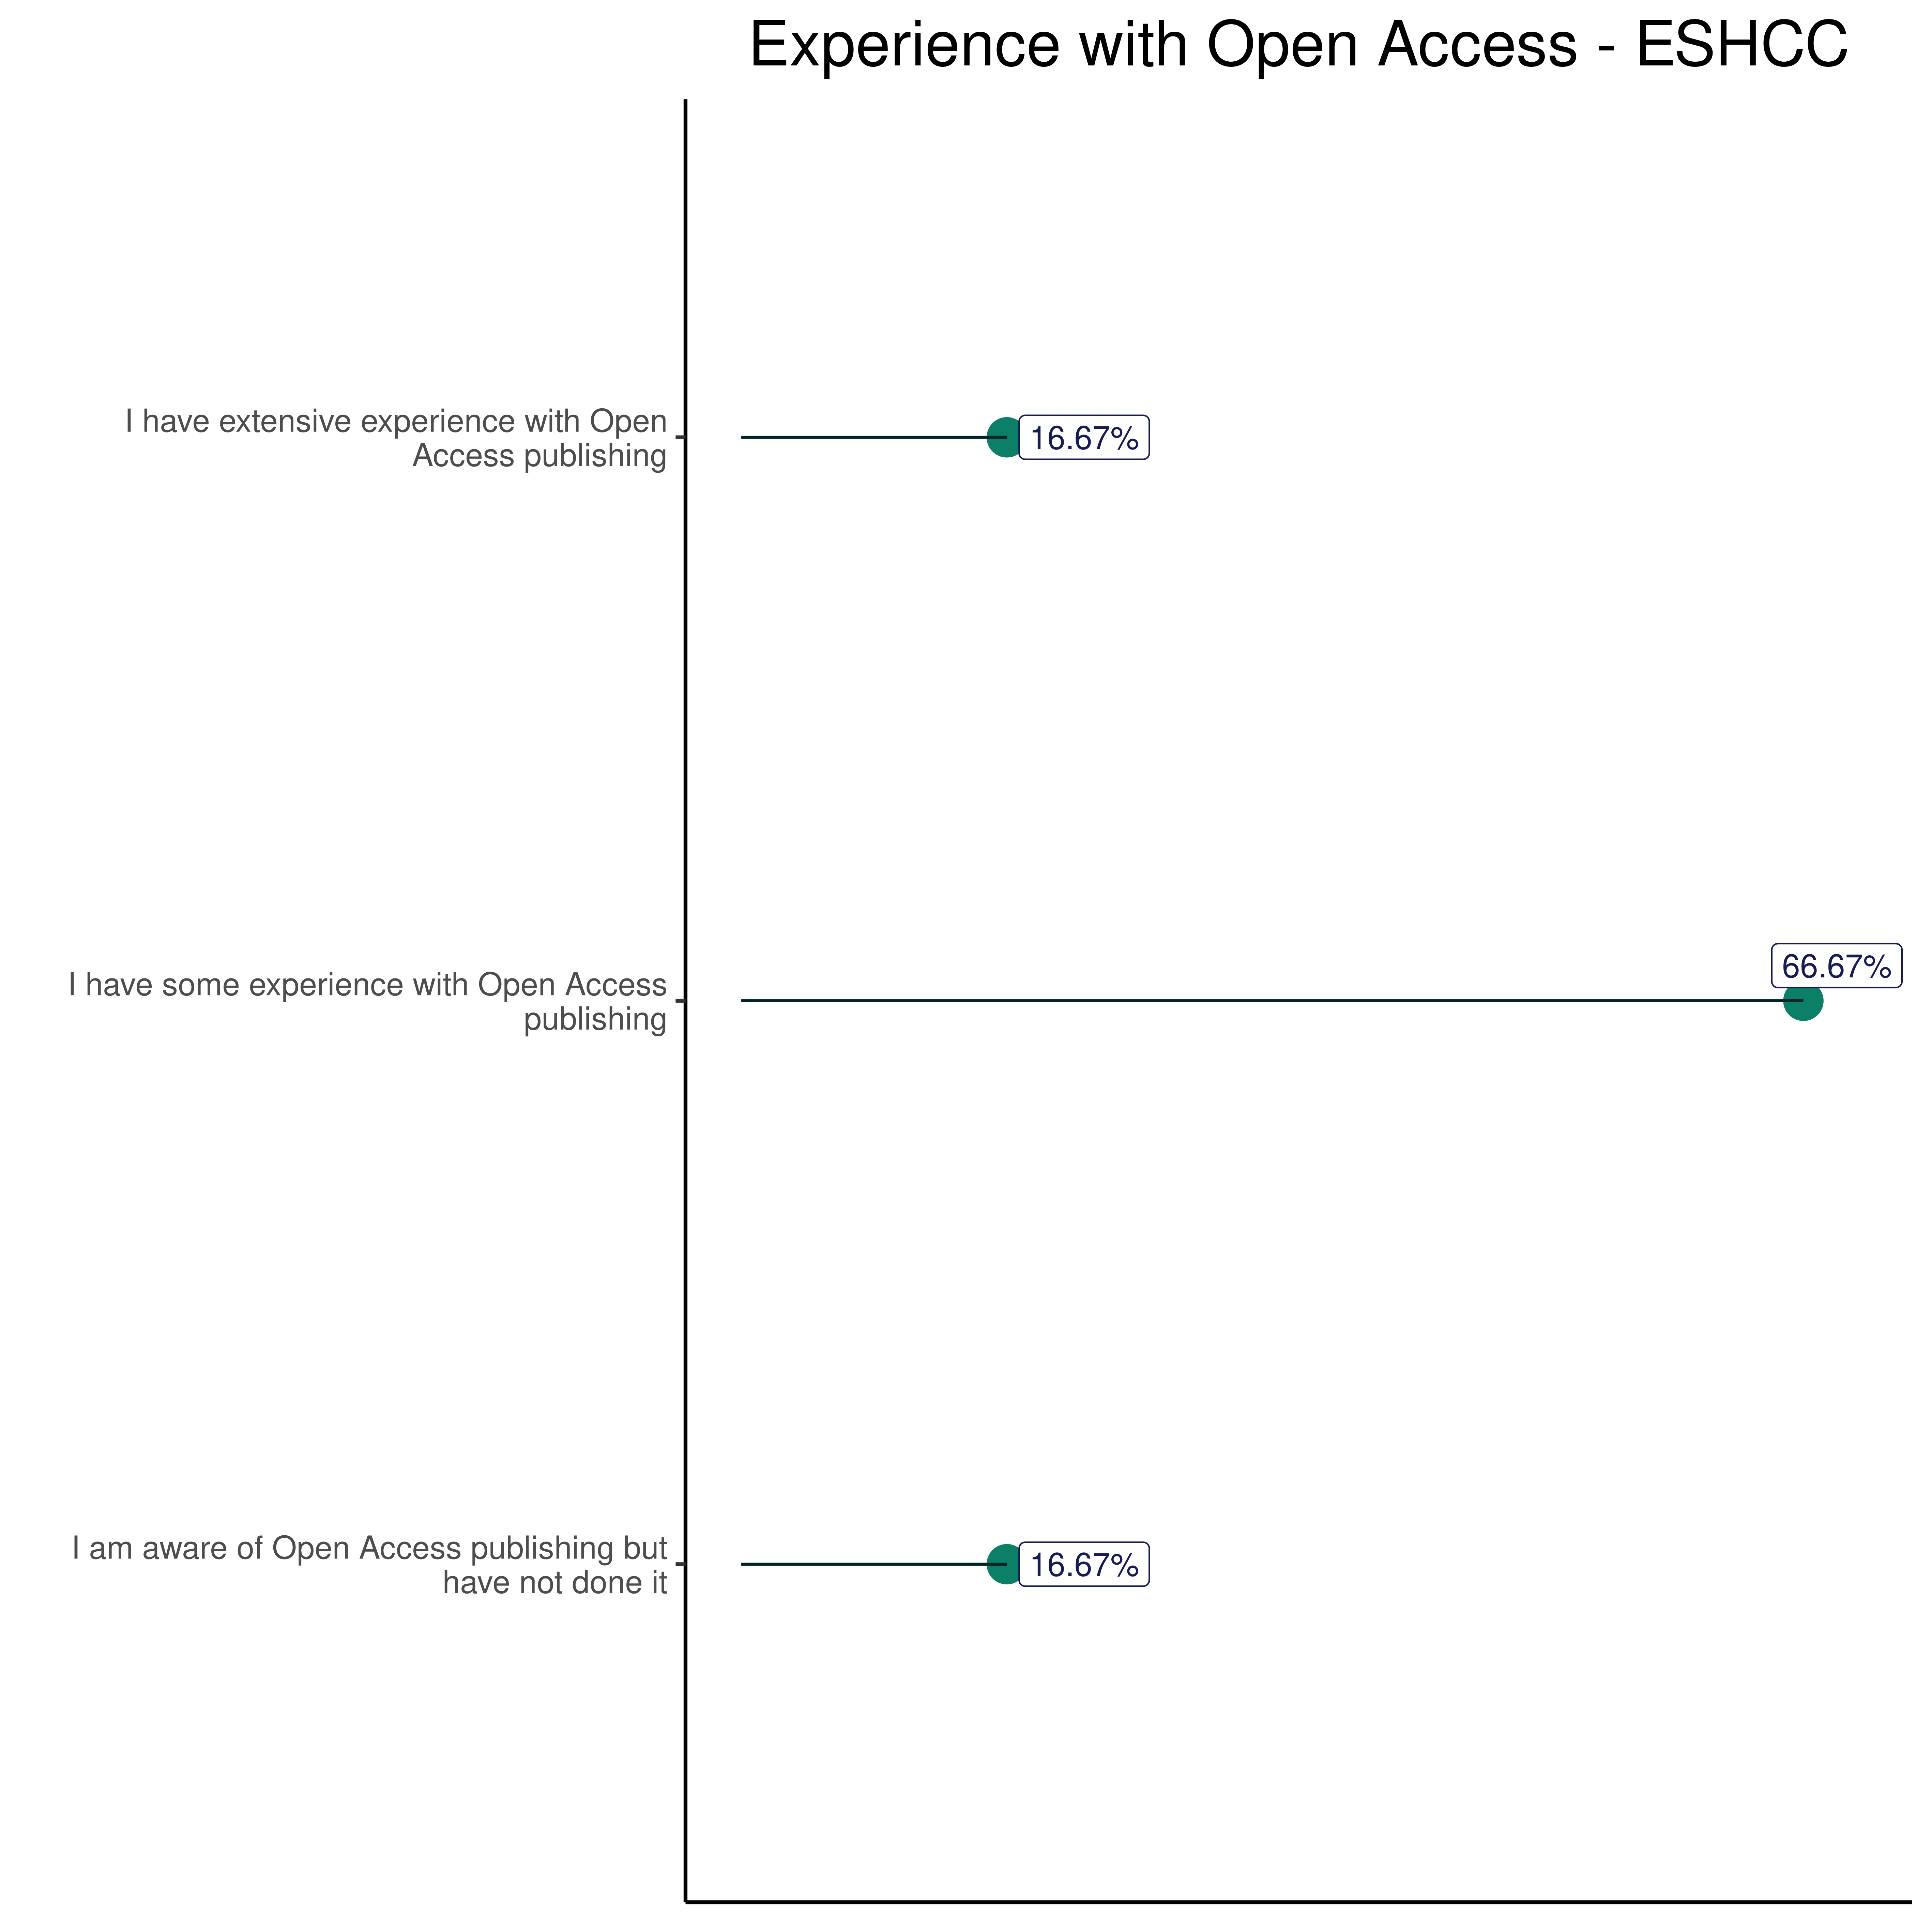 Experience with Open Access - ESHCC
I have extensive experience with Open
Access publishing
16.67%
66.67%
I have some experience with Open Access
publishing
I am aware of Open Access publishing but
have not done it
16.67%